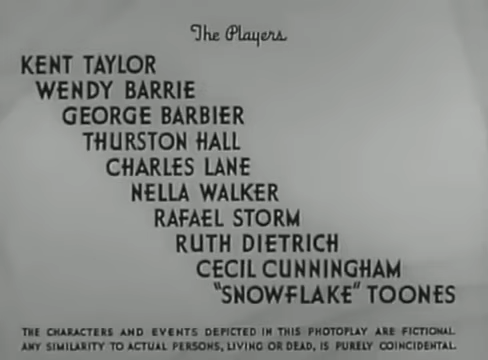 The Players
KENT TAYLOR
WENDY BARRIE
GEORGE BARBIER
THURSTON HALL
CHARLES LANE
NELLA WALKER
RAFAEL STORM
RUTH DIETRICH
CECIL CUNNINGHAM
"SNOWFLAKE" TOONES
THE CHARACTERS AND EVENTS DEPICTED IN THIS PHOTOPLAY ARE FICTIONAL.
ANY SIMILARITY TO ACTUAL PERSONS, LIVING OR DEAD, IS PURELY COINCIDENTAL.